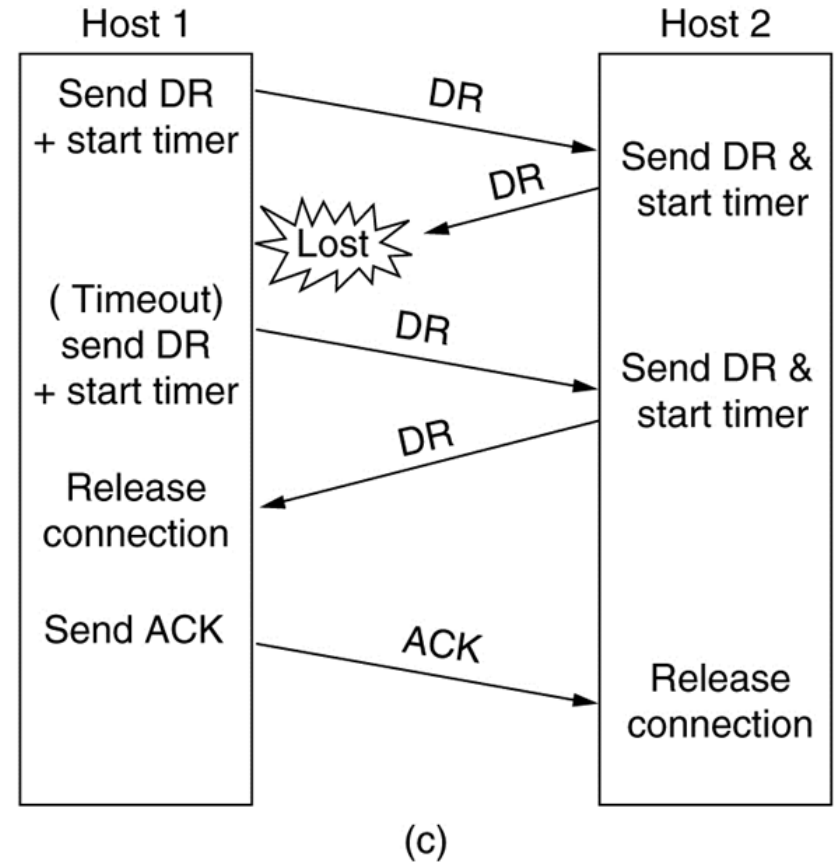 Host 1
Host 2
Send DR
+ start timer
DR
Send DR &
start timer
DR
Lost
( Timeout)
send DR
+ start timer
DR
Send DR &
start timer
DR
Release
connection
Send ACK
ACK
Release
connection
(c)